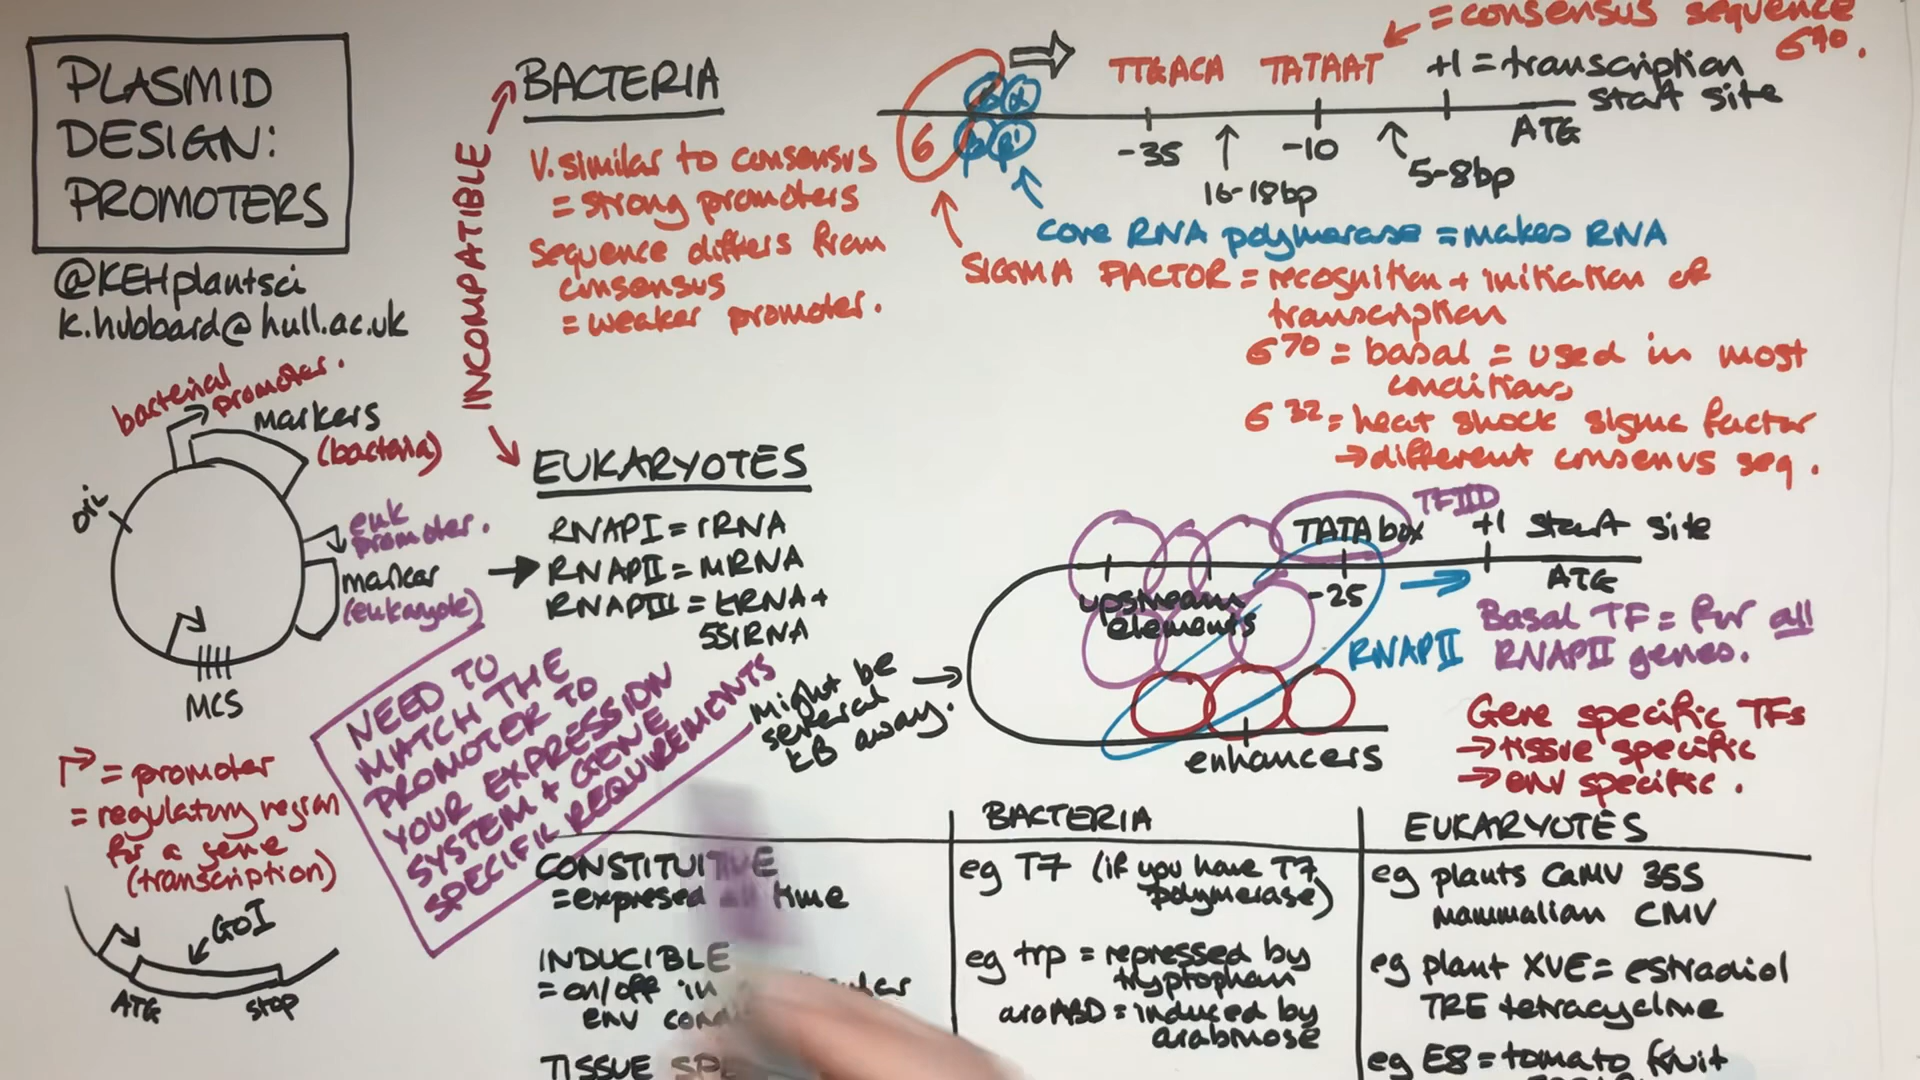 PLASMID
DESIGN:
PROMOTERS
@KEHplantsci
k.hubbard@hull.ac.uk
bacterial
promoter.
markers
(bacteria)
ori
euk
promoter.
marker
(eukaryote)
MCS
= promoter
= regulatory region
for a gene
(transcription)
GOI
ATG
STOP
NEED TO
MATCH THE
PROMOTER TO
YOUR EXPRESSION
SYSTEM + GENE
SPECIFIC REQUIREMENTS
INCOMPATIBLE
BACTERIA
V. similar to consensus
= strong promoters
sequence differs from
consensus
= weaker promoter.
= consensus sequence
σ70.
TTGACA TATAAT
+1 = transcription
start site
ATG
-35
-10
16-18bp
5-8bp
σ
α
β
β'
core RNA polymerase = makes RNA
SIGMA FACTOR = recognition + initiation of
transcription
σ70 = basal = used in most
conditions
σ32 = heat shock sigma factor
→ different consensus seq.
EUKARYOTES
RNAPI = rRNA
RNAPII = mRNA
RNAPIII = tRNA +
5SrRNA
Might be
several
kB away.
TATA box
TFIID
+1 start site
ATG
upstream
elements
-25
RNAPII
Basal TF = for all
RNAPII genes.
enhancers
Gene specific TFs
→ tissue specific
→ env specific.
BACTERIA
EUKARYOTES
CONSTITUITIVE
= expressed all time
eg T7 (if you have T7
polymerase)
eg plants CaMV 35S
mammalian CMV
INDUCIBLE
= on/off in
env
eg trp = repressed by
tryptophan
araABD = induced by
arabinose
eg plant XVE = estradiol
TRE tetracycline
TISSUE
eg E8 = tomato fruit